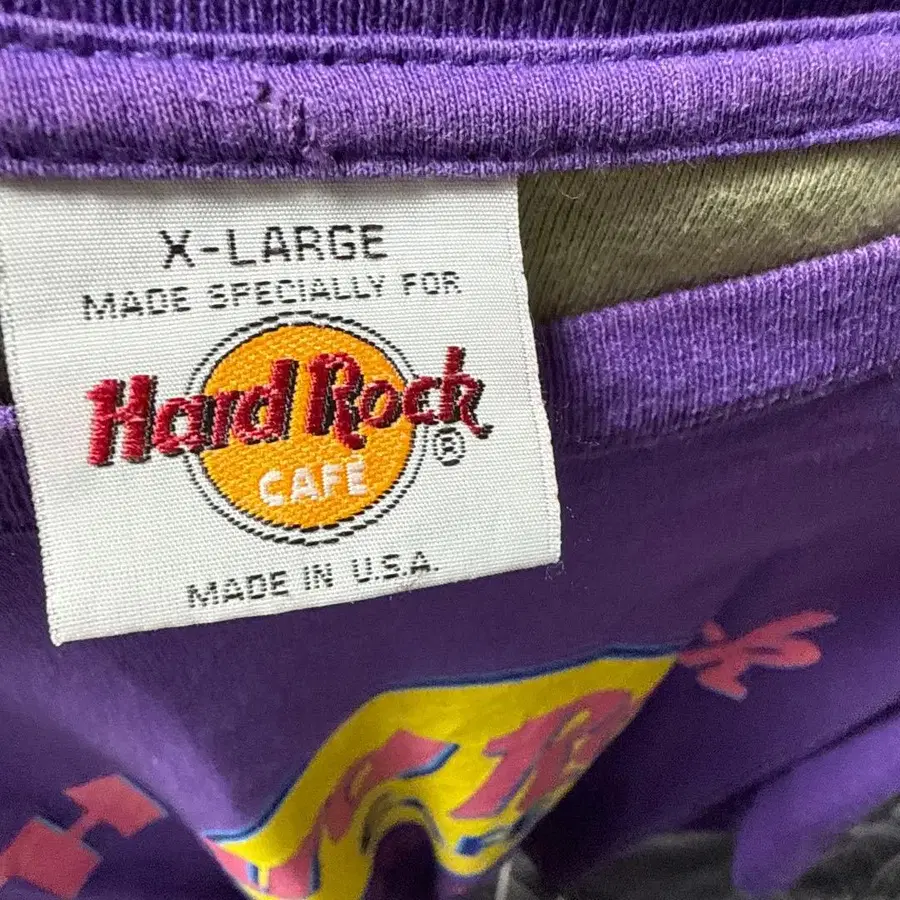 X-LARGE
MADE SPECIALLY FOR
Hard Rock
®
CAFE
MADE IN U.S.A.